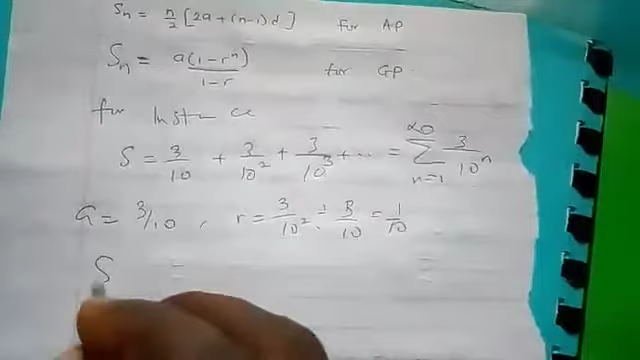 Sn = n/2 [2a + (n-1)d] for AP
Sn = a(1-r^n)/1-r for GP
for Instance
S = 3/10 + 3/10^2 + 3/10^3 + ... = ∑_{n=1}^{∞} 3/10^n
a = 3/10 , r = 3/10^2 ÷ 3/10 = 1/10
S